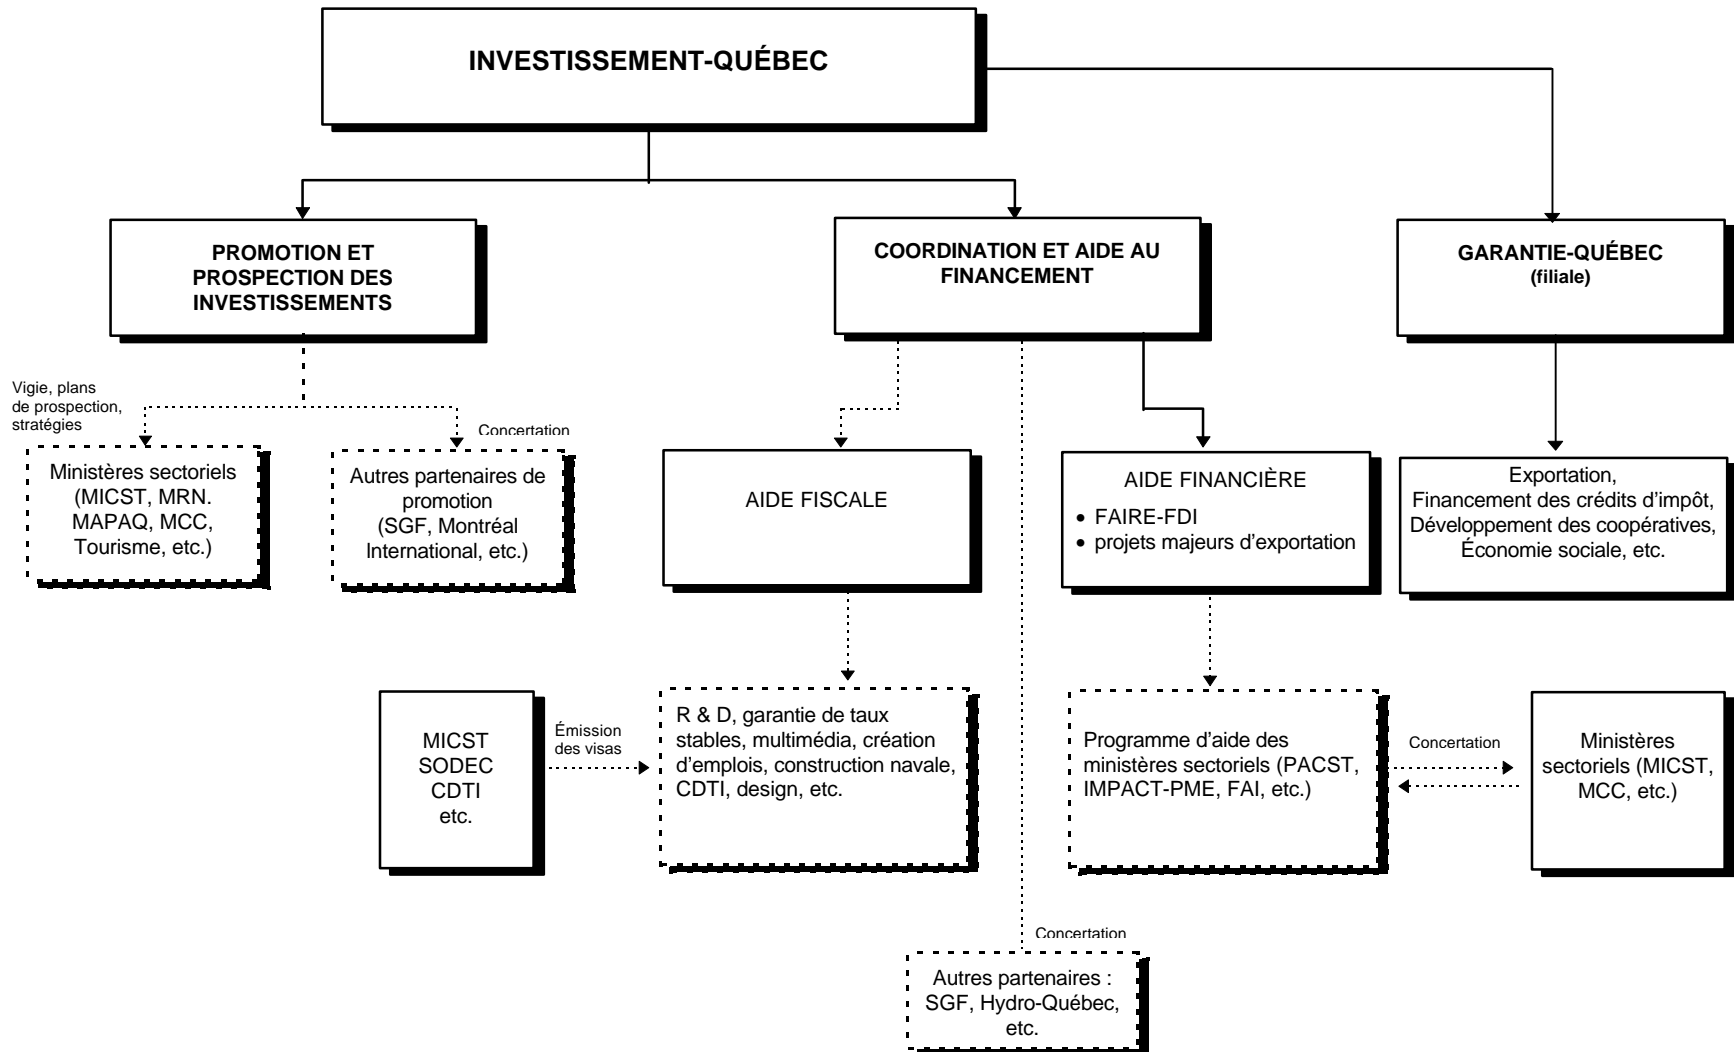 INVESTISSEMENT-QUÉBEC
PROMOTION ET
PROSPECTION DES
INVESTISSEMENTS
COORDINATION ET AIDE AU
FINANCEMENT
GARANTIE-QUÉBEC
(filiale)
Vigie, plans
de prospection,
stratégies
Concertation
Ministères sectoriels
(MICST, MRN.
MAPAQ, MCC,
Tourisme, etc.)
Autres partenaires de
promotion
(SGF, Montréal
International, etc.)
AIDE FISCALE
AIDE FINANCIÈRE
• FAIRE-FDI
• projets majeurs d’exportation
Exportation,
Financement des crédits d’impôt,
Développement des coopératives,
Économie sociale, etc.
MICST
SODEC
CDTI
etc.
Émission
des visas
R & D, garantie de taux
stables, multimédia, création
d’emplois, construction navale,
CDTI, design, etc.
Programme d’aide des
ministères sectoriels (PACST,
IMPACT-PME, FAI, etc.)
Concertation
Ministères
sectoriels (MICST,
MCC, etc.)
Concertation
Autres partenaires :
SGF, Hydro-Québec,
etc.